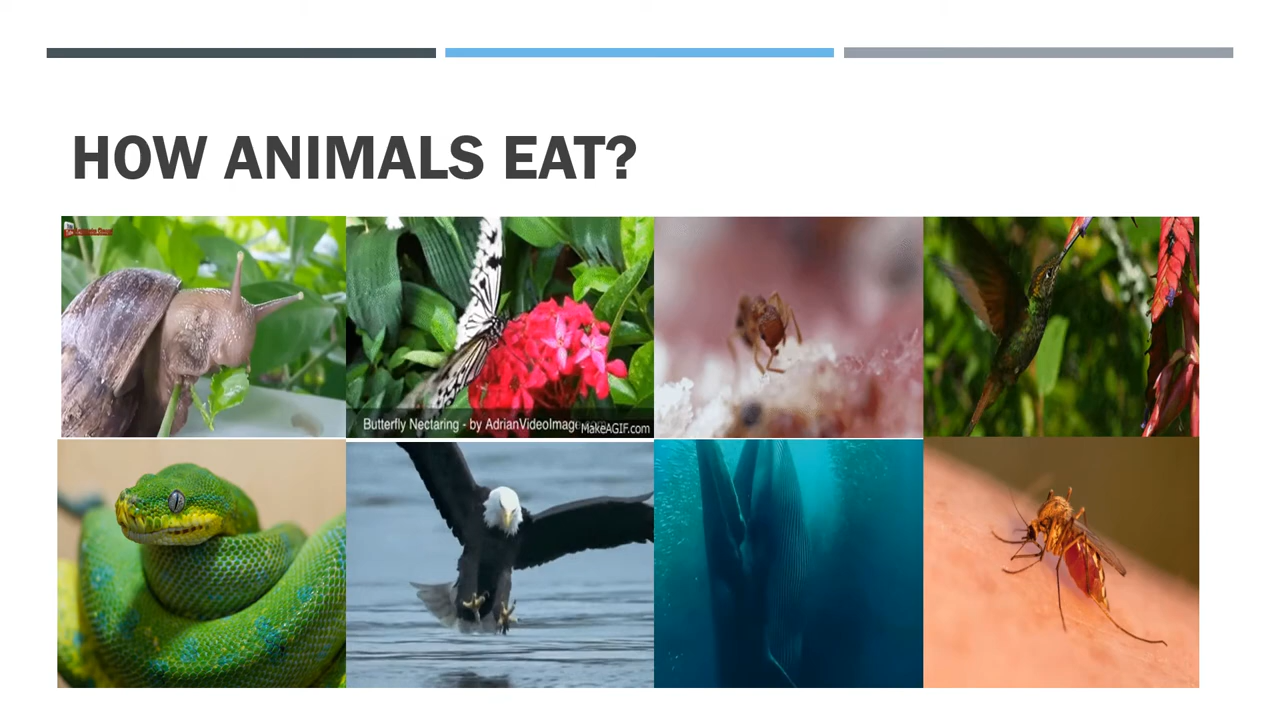 HOW ANIMALS EAT?
Butterfly Nectaring - by AdrianVideoImage
MakeAGIF.com